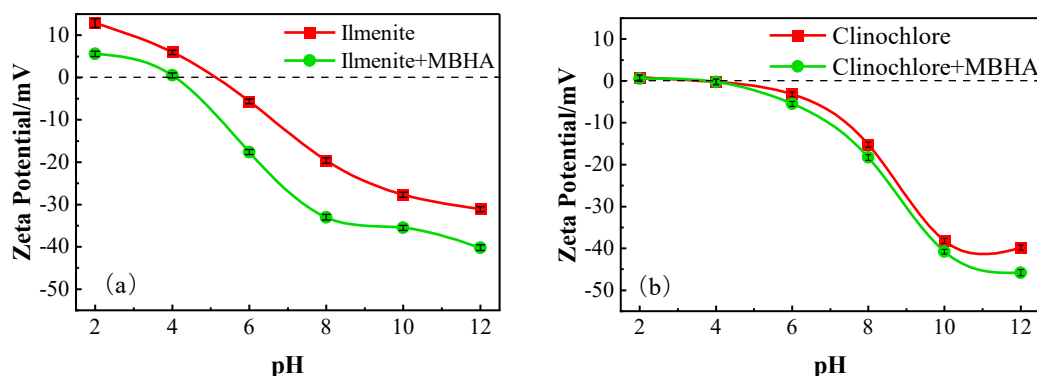 Zeta Potential/mV
10
0
-10
-20
-30
-40
-50
Ilmenite
Ilmenite+MBHA
（a）
2 4 6 8 10 12
pH
Zeta Potential/mV
10
0
-10
-20
-30
-40
-50
Clinochlore
Clinochlore+MBHA
（b）
2 4 6 8 10 12
pH